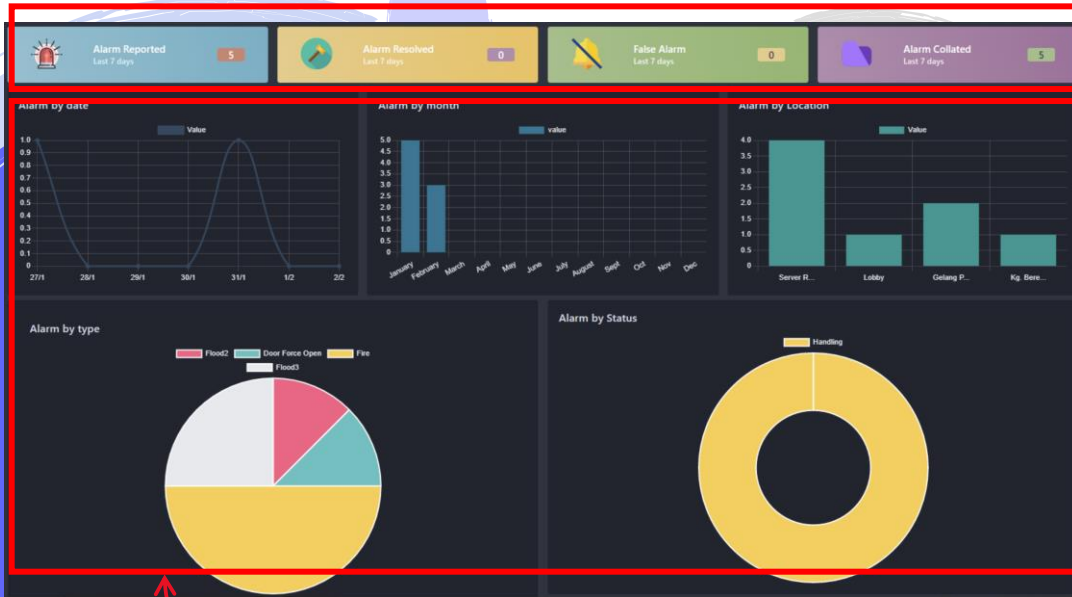 Alarm Reported
Last 7 days
5
Alarm Resolved
Last 7 days
0
False Alarm
Last 7 days
0
Alarm Collated
Last 7 days
5
Alarm by date
Value
1.0
0.9
0.8
0.7
0.6
0.5
0.4
0.3
0.2
0.1
0
27/1 28/1 29/1 30/1 31/1 1/2 2/2
Alarm by month
value
5.0
4.5
4.0
3.5
3.0
2.5
2.0
1.5
1.0
0.5
0
January February March April May June July August Sept Oct Nov Dec
Alarm by Location
Value
4.0
3.5
3.0
2.5
2.0
1.5
1.0
0.5
0
Server R... Lobby Gelang P... Kg. Bere...
Alarm by type
Flood2 Door Force Open Fire
Flood3
Alarm by Status
Handling